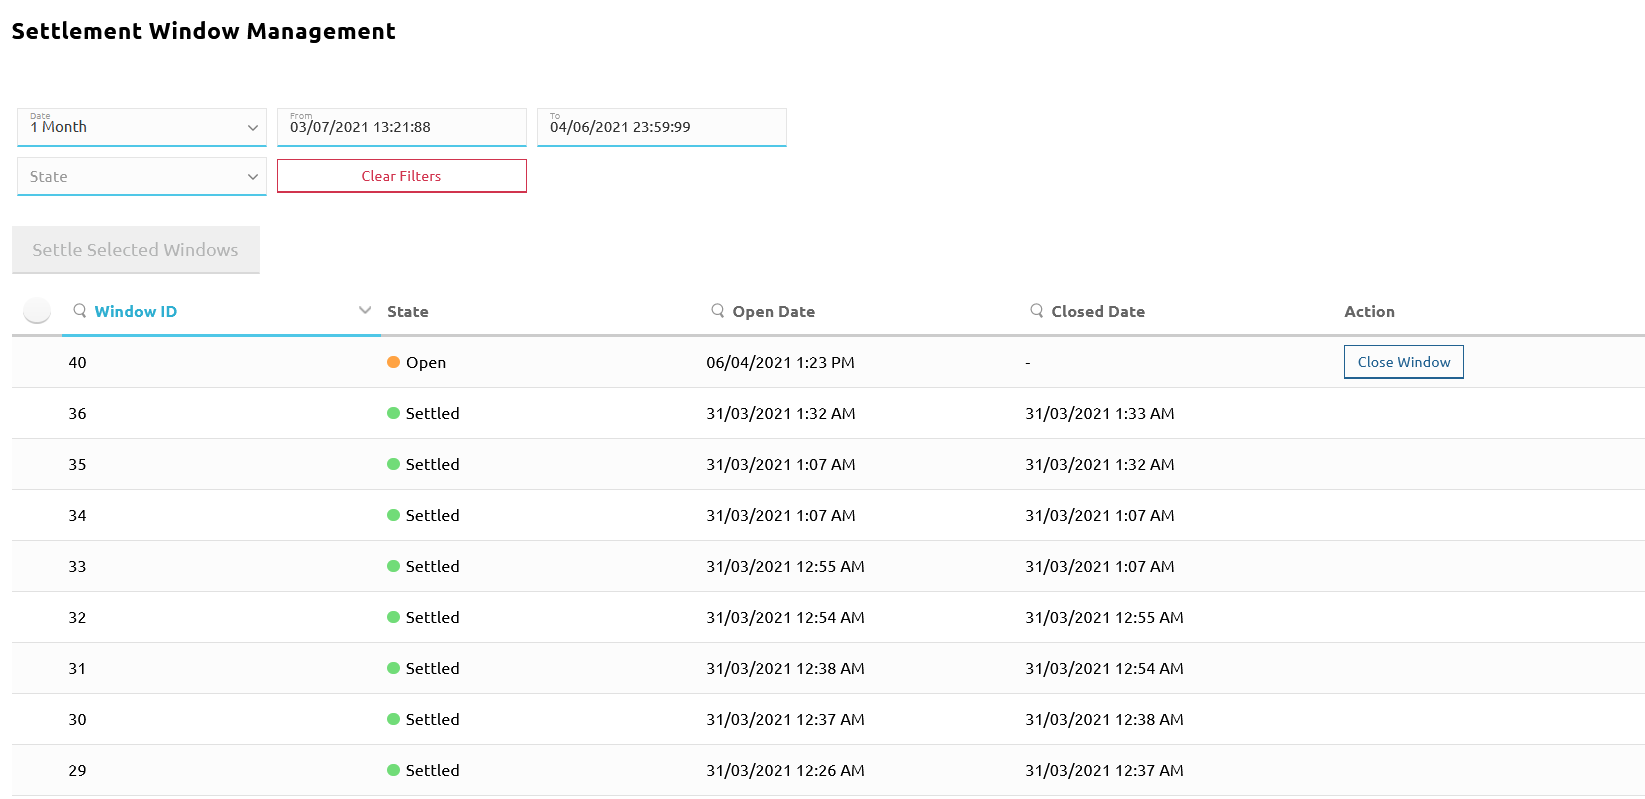 Settlement Window Management
Date From To
1 Month 03/07/2021 13:21:88 04/06/2021 23:59:99
State Clear Filters
Settle Selected Windows
Window ID State Open Date Closed Date Action
40 Open 06/04/2021 1:23 PM - Close Window
36 Settled 31/03/2021 1:32 AM 31/03/2021 1:33 AM
35 Settled 31/03/2021 1:07 AM 31/03/2021 1:32 AM
34 Settled 31/03/2021 1:07 AM 31/03/2021 1:07 AM
33 Settled 31/03/2021 12:55 AM 31/03/2021 1:07 AM
32 Settled 31/03/2021 12:54 AM 31/03/2021 12:55 AM
31 Settled 31/03/2021 12:38 AM 31/03/2021 12:54 AM
30 Settled 31/03/2021 12:37 AM 31/03/2021 12:38 AM
29 Settled 31/03/2021 12:26 AM 31/03/2021 12:37 AM